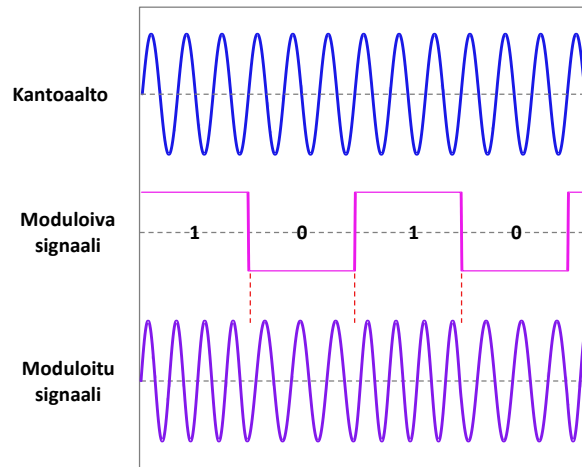 Kantoaalto
Moduloiva
signaali
1 0 1 0
Moduloitu
signaali